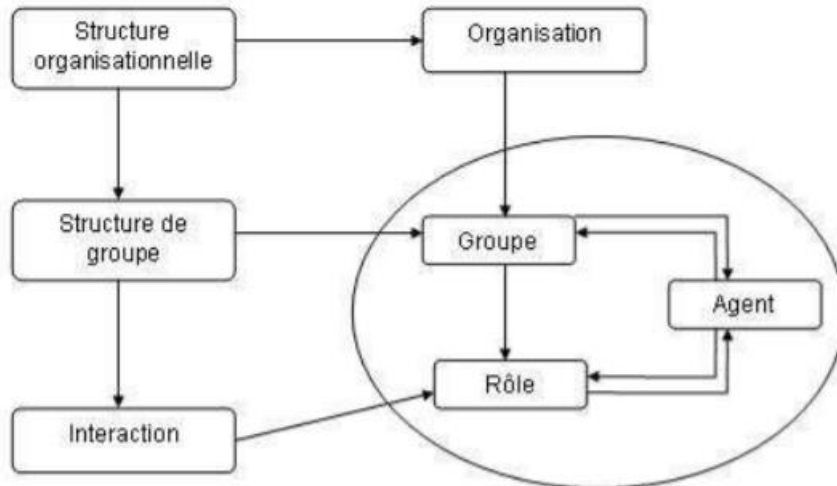 Structure
organisationnelle
Organisation
Structure de
groupe
Groupe
Agent
Rôle
Interaction